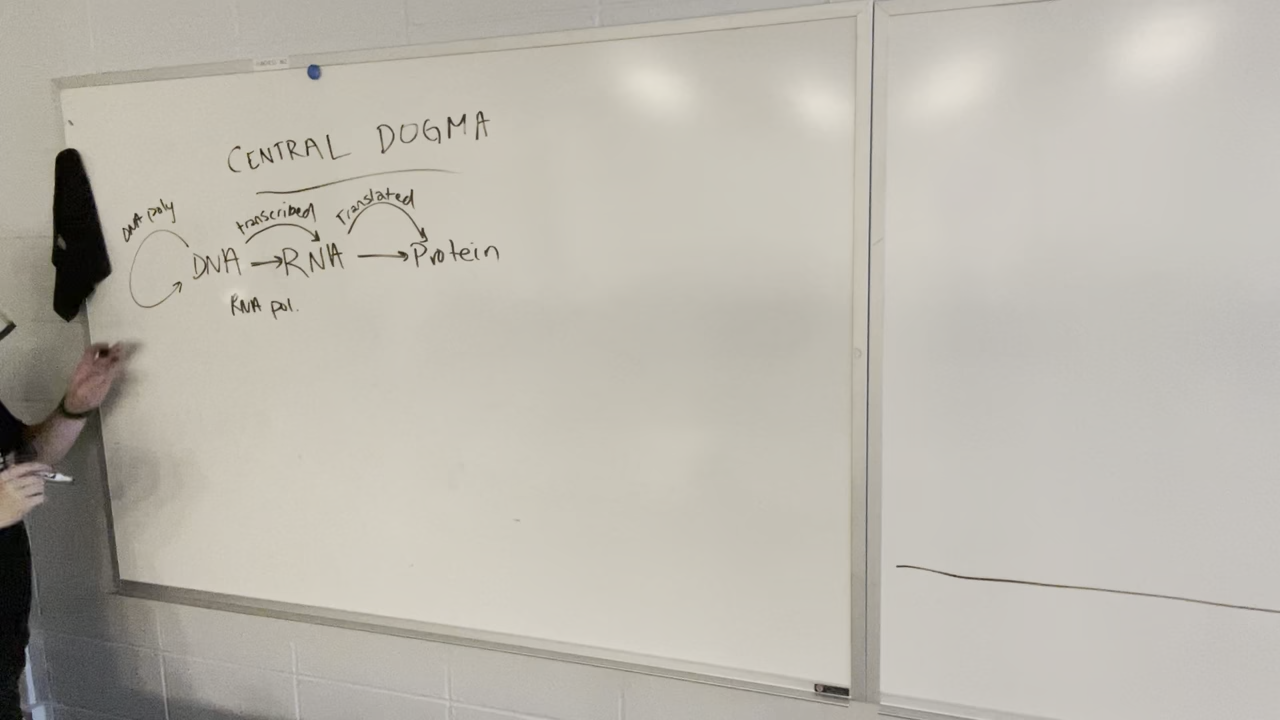 CENTRAL DOGMA
DNA poly transcribed Translated
DNA → RNA → Protein
RNA pol.